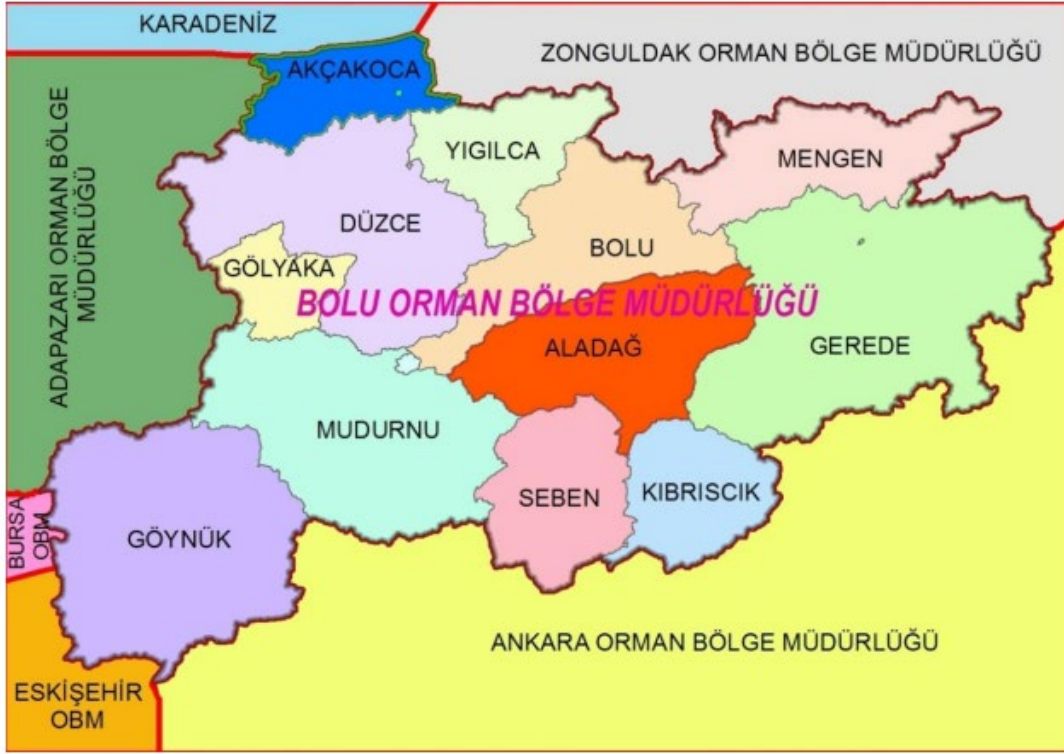 KARADENİZ
AKÇAKOCA
ZONGULDAK ORMAN BÖLGE MÜDÜRLÜĞÜ
ADAPAZARI ORMAN BÖLGE
MÜDÜRLÜĞÜ
YIGILCA
MENGEN
DÜZCE
BOLU
GÖLYAKA
BOLU ORMAN BÖLGE MÜDÜRLÜĞÜ
ALADAĞ
GEREDE
MUDURNU
SEBEN
KIBRISCIK
BURSA
OBM
GÖYNÜK
ANKARA ORMAN BÖLGE MÜDÜRLÜĞÜ
ESKİŞEHİR
OBM